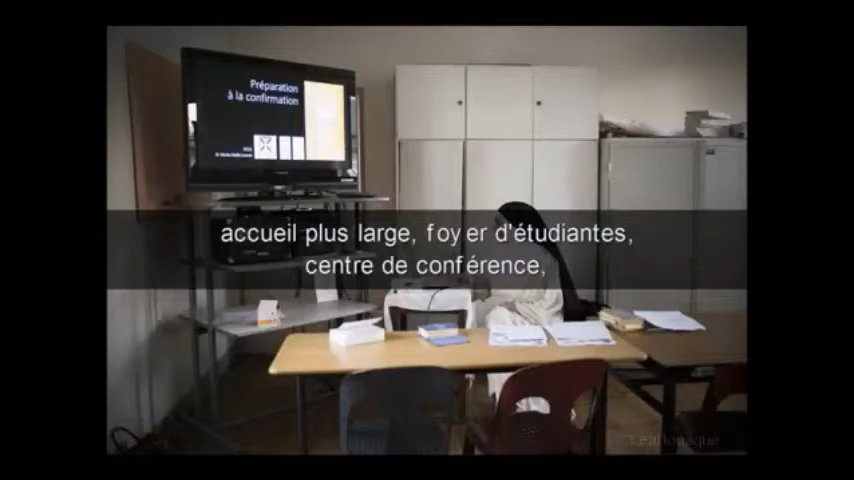 Préparation
à la confirmation
accueil plus large, foyer d'étudiantes,
centre de conférence,